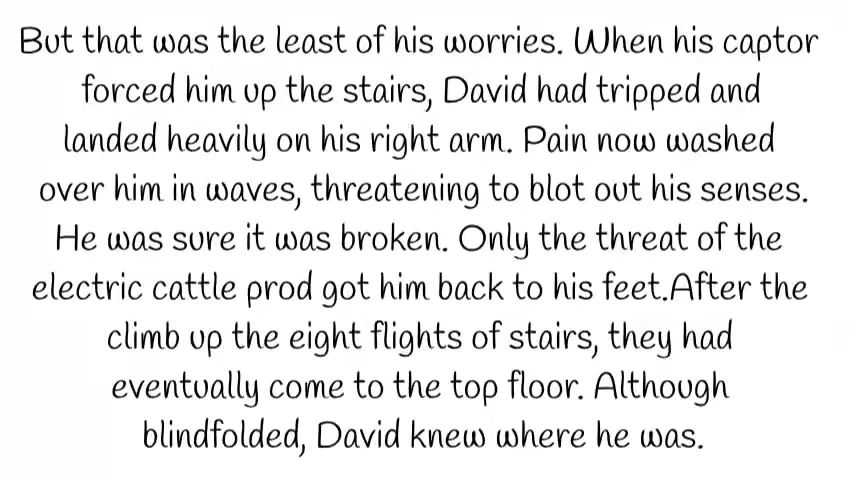 But that was the least of his worries. When his captor
forced him up the stairs, David had tripped and
landed heavily on his right arm. Pain now washed
over him in waves, threatening to blot out his senses.
He was sure it was broken. Only the threat of the
electric cattle prod got him back to his feet.After the
climb up the eight flights of stairs, they had
eventually come to the top floor. Although
blindfolded, David knew where he was.